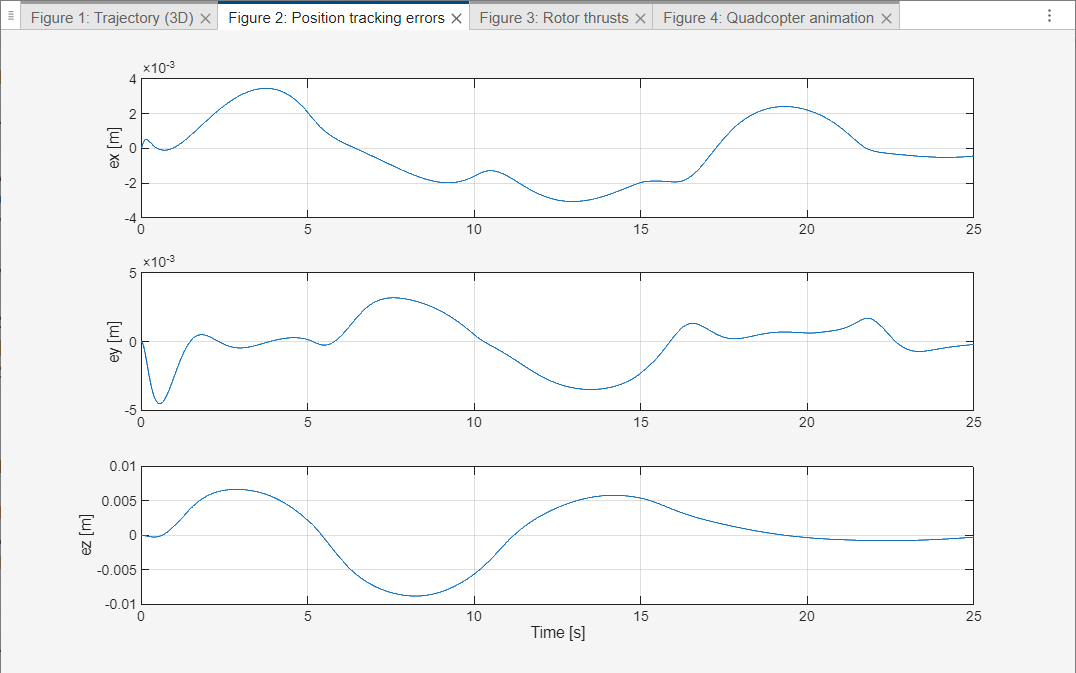 Figure 1: Trajectory (3D) Figure 2: Position tracking errors Figure 3: Rotor thrusts Figure 4: Quadcopter animation
×10⁻³
4
2
0
-2
-4
ex [m]
0 5 10 15 20 25
×10⁻³
5
0
-5
ey [m]
0 5 10 15 20 25
0.01
0.005
0
-0.005
-0.01
ez [m]
0 5 10 15 20 25
Time [s]